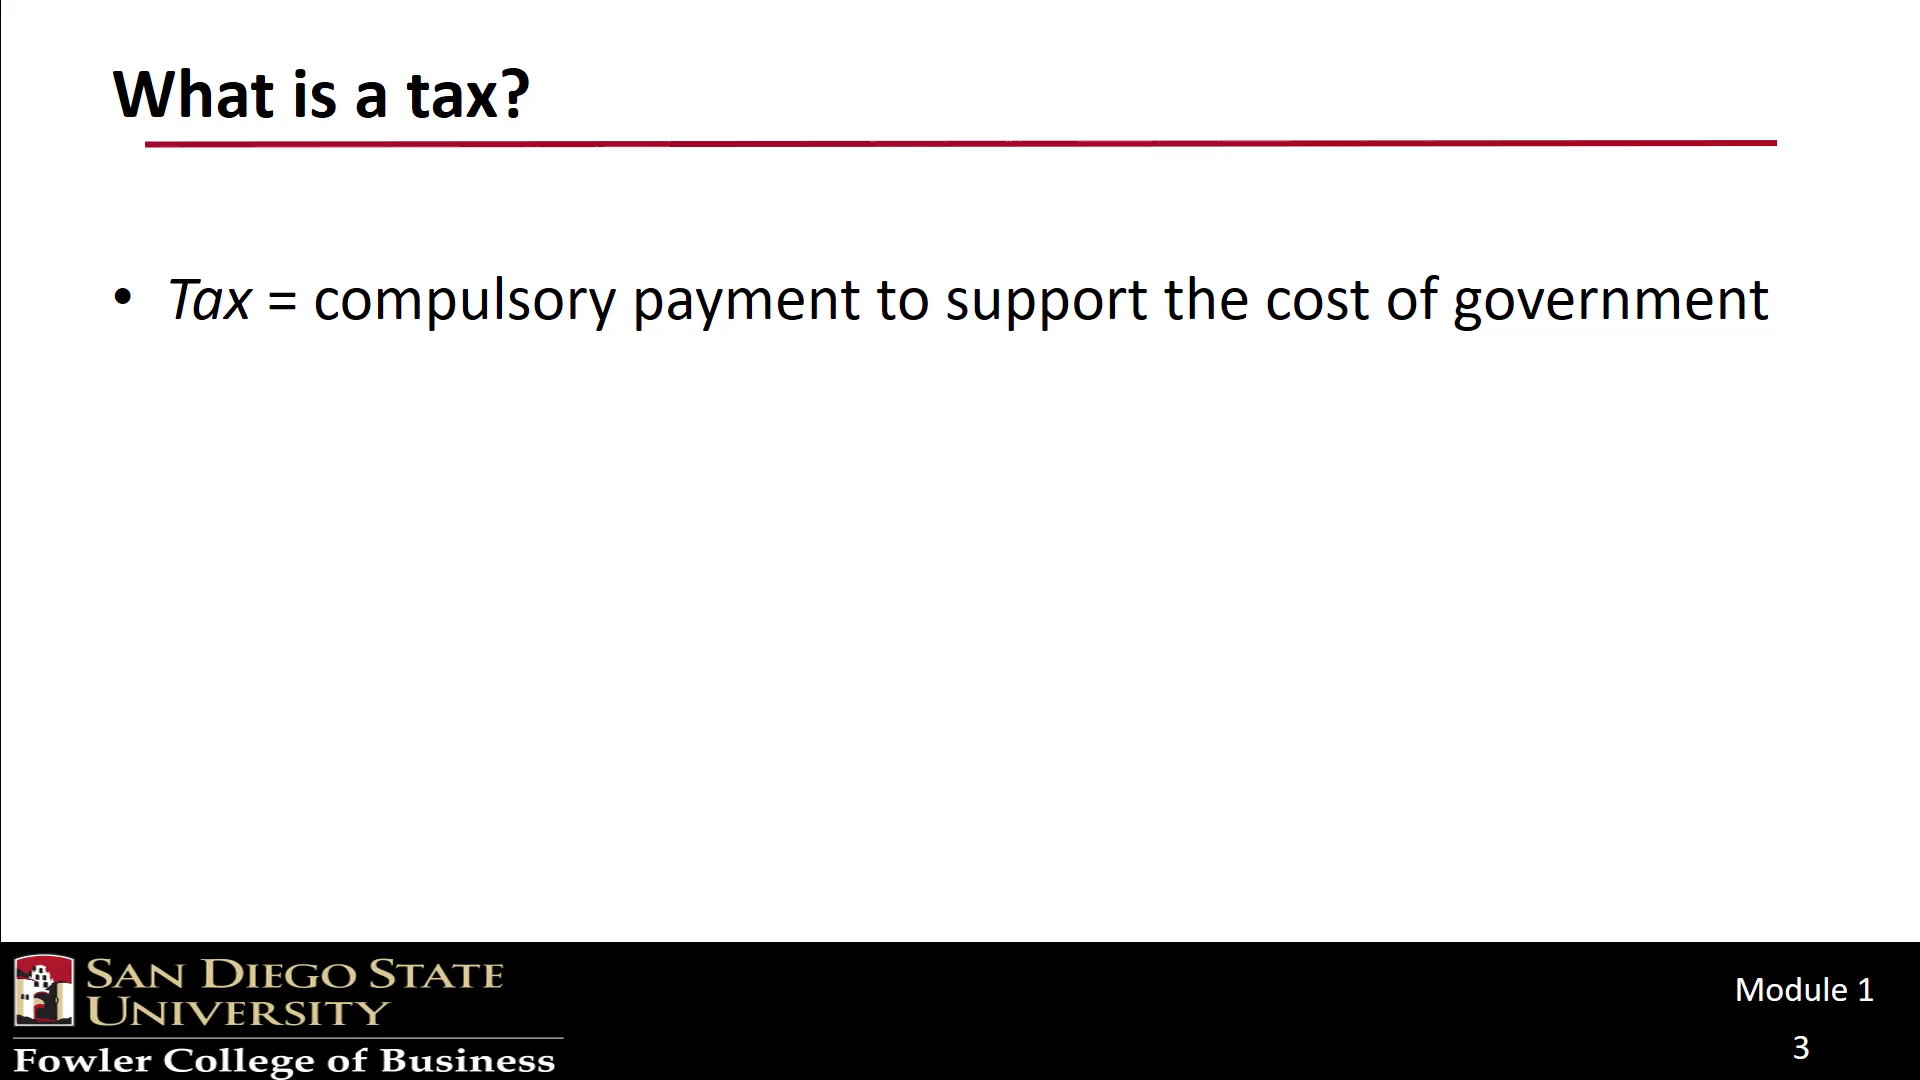 What is a tax?
• Tax = compulsory payment to support the cost of government
SAN DIEGO STATE
UNIVERSITY
Fowler College of Business
Module 1
3